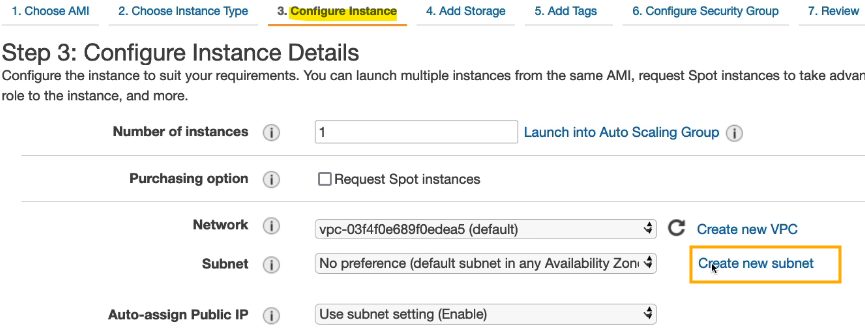 1. Choose AMI 2. Choose Instance Type 3. Configure Instance 4. Add Storage 5. Add Tags 6. Configure Security Group 7. Review
Step 3: Configure Instance Details
Configure the instance to suit your requirements. You can launch multiple instances from the same AMI, request Spot instances to take advan
role to the instance, and more.
Number of instances i 1 Launch into Auto Scaling Group i
Purchasing option i Request Spot instances
Network i vpc-03f4f0e689f0edea5 (default) Create new VPC
Subnet i No preference (default subnet in any Availability Zon Create new subnet
Auto-assign Public IP i Use subnet setting (Enable)